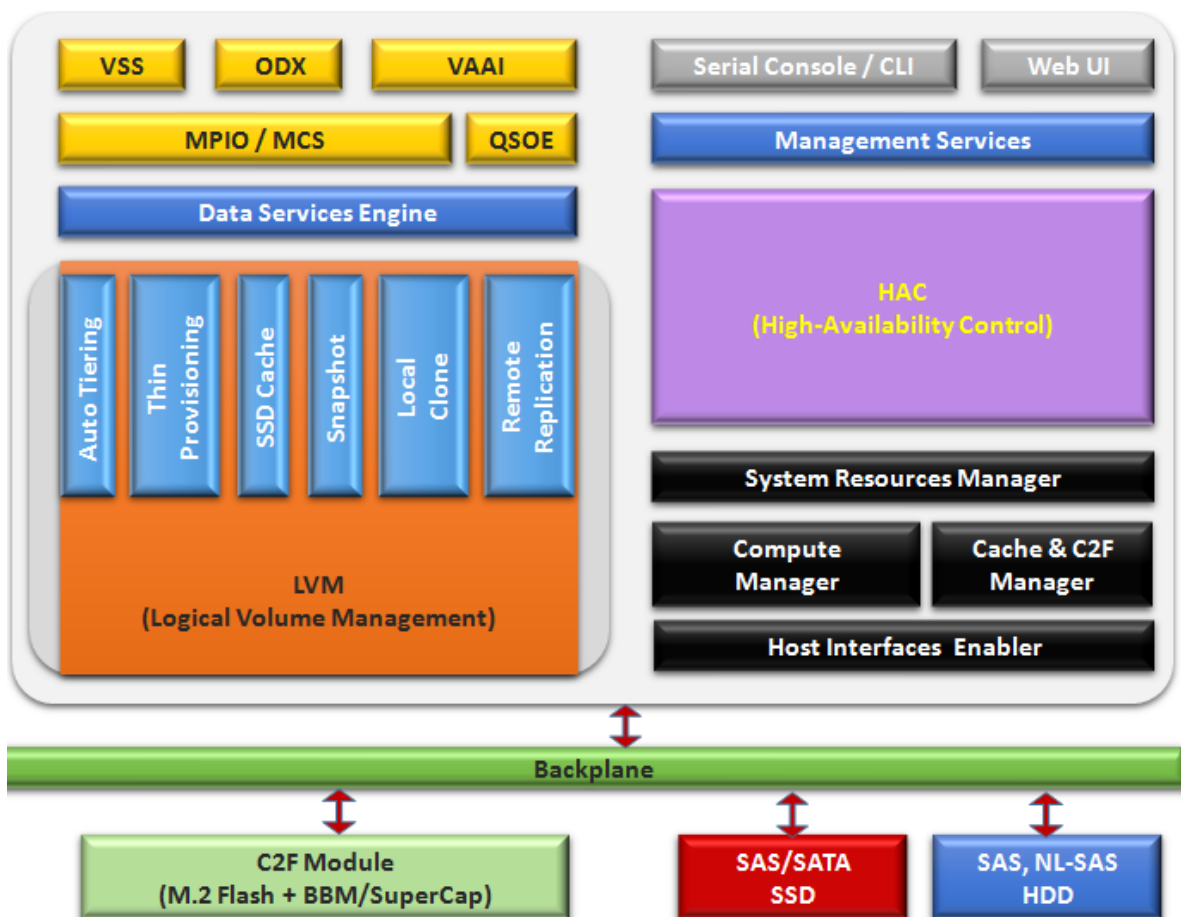 VSS
ODX
VAAI
Serial Console / CLI
Web UI
MPIO / MCS
QSOE
Management Services
Data Services Engine
HAC
(High-Availability Control)
Auto Tiering
Thin
Provisioning
SSD Cache
Snapshot
Local
Clone
Remote
Replication
LVM
(Logical Volume Management)
System Resources Manager
Compute
Manager
Cache & C2F
Manager
Host Interfaces Enabler
Backplane
C2F Module
(M.2 Flash + BBM/SuperCap)
SAS/SATA
SSD
SAS, NL-SAS
HDD